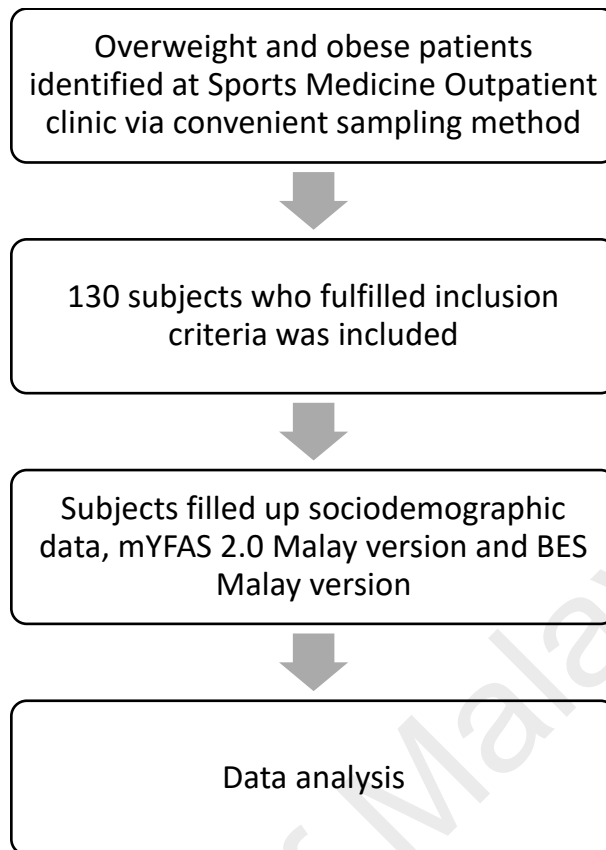 Overweight and obese patients
identified at Sports Medicine Outpatient
clinic via convenient sampling method
130 subjects who fulfilled inclusion
criteria was included
Subjects filled up sociodemographic
data, mYFAS 2.0 Malay version and BES
Malay version
Data analysis
of Malay